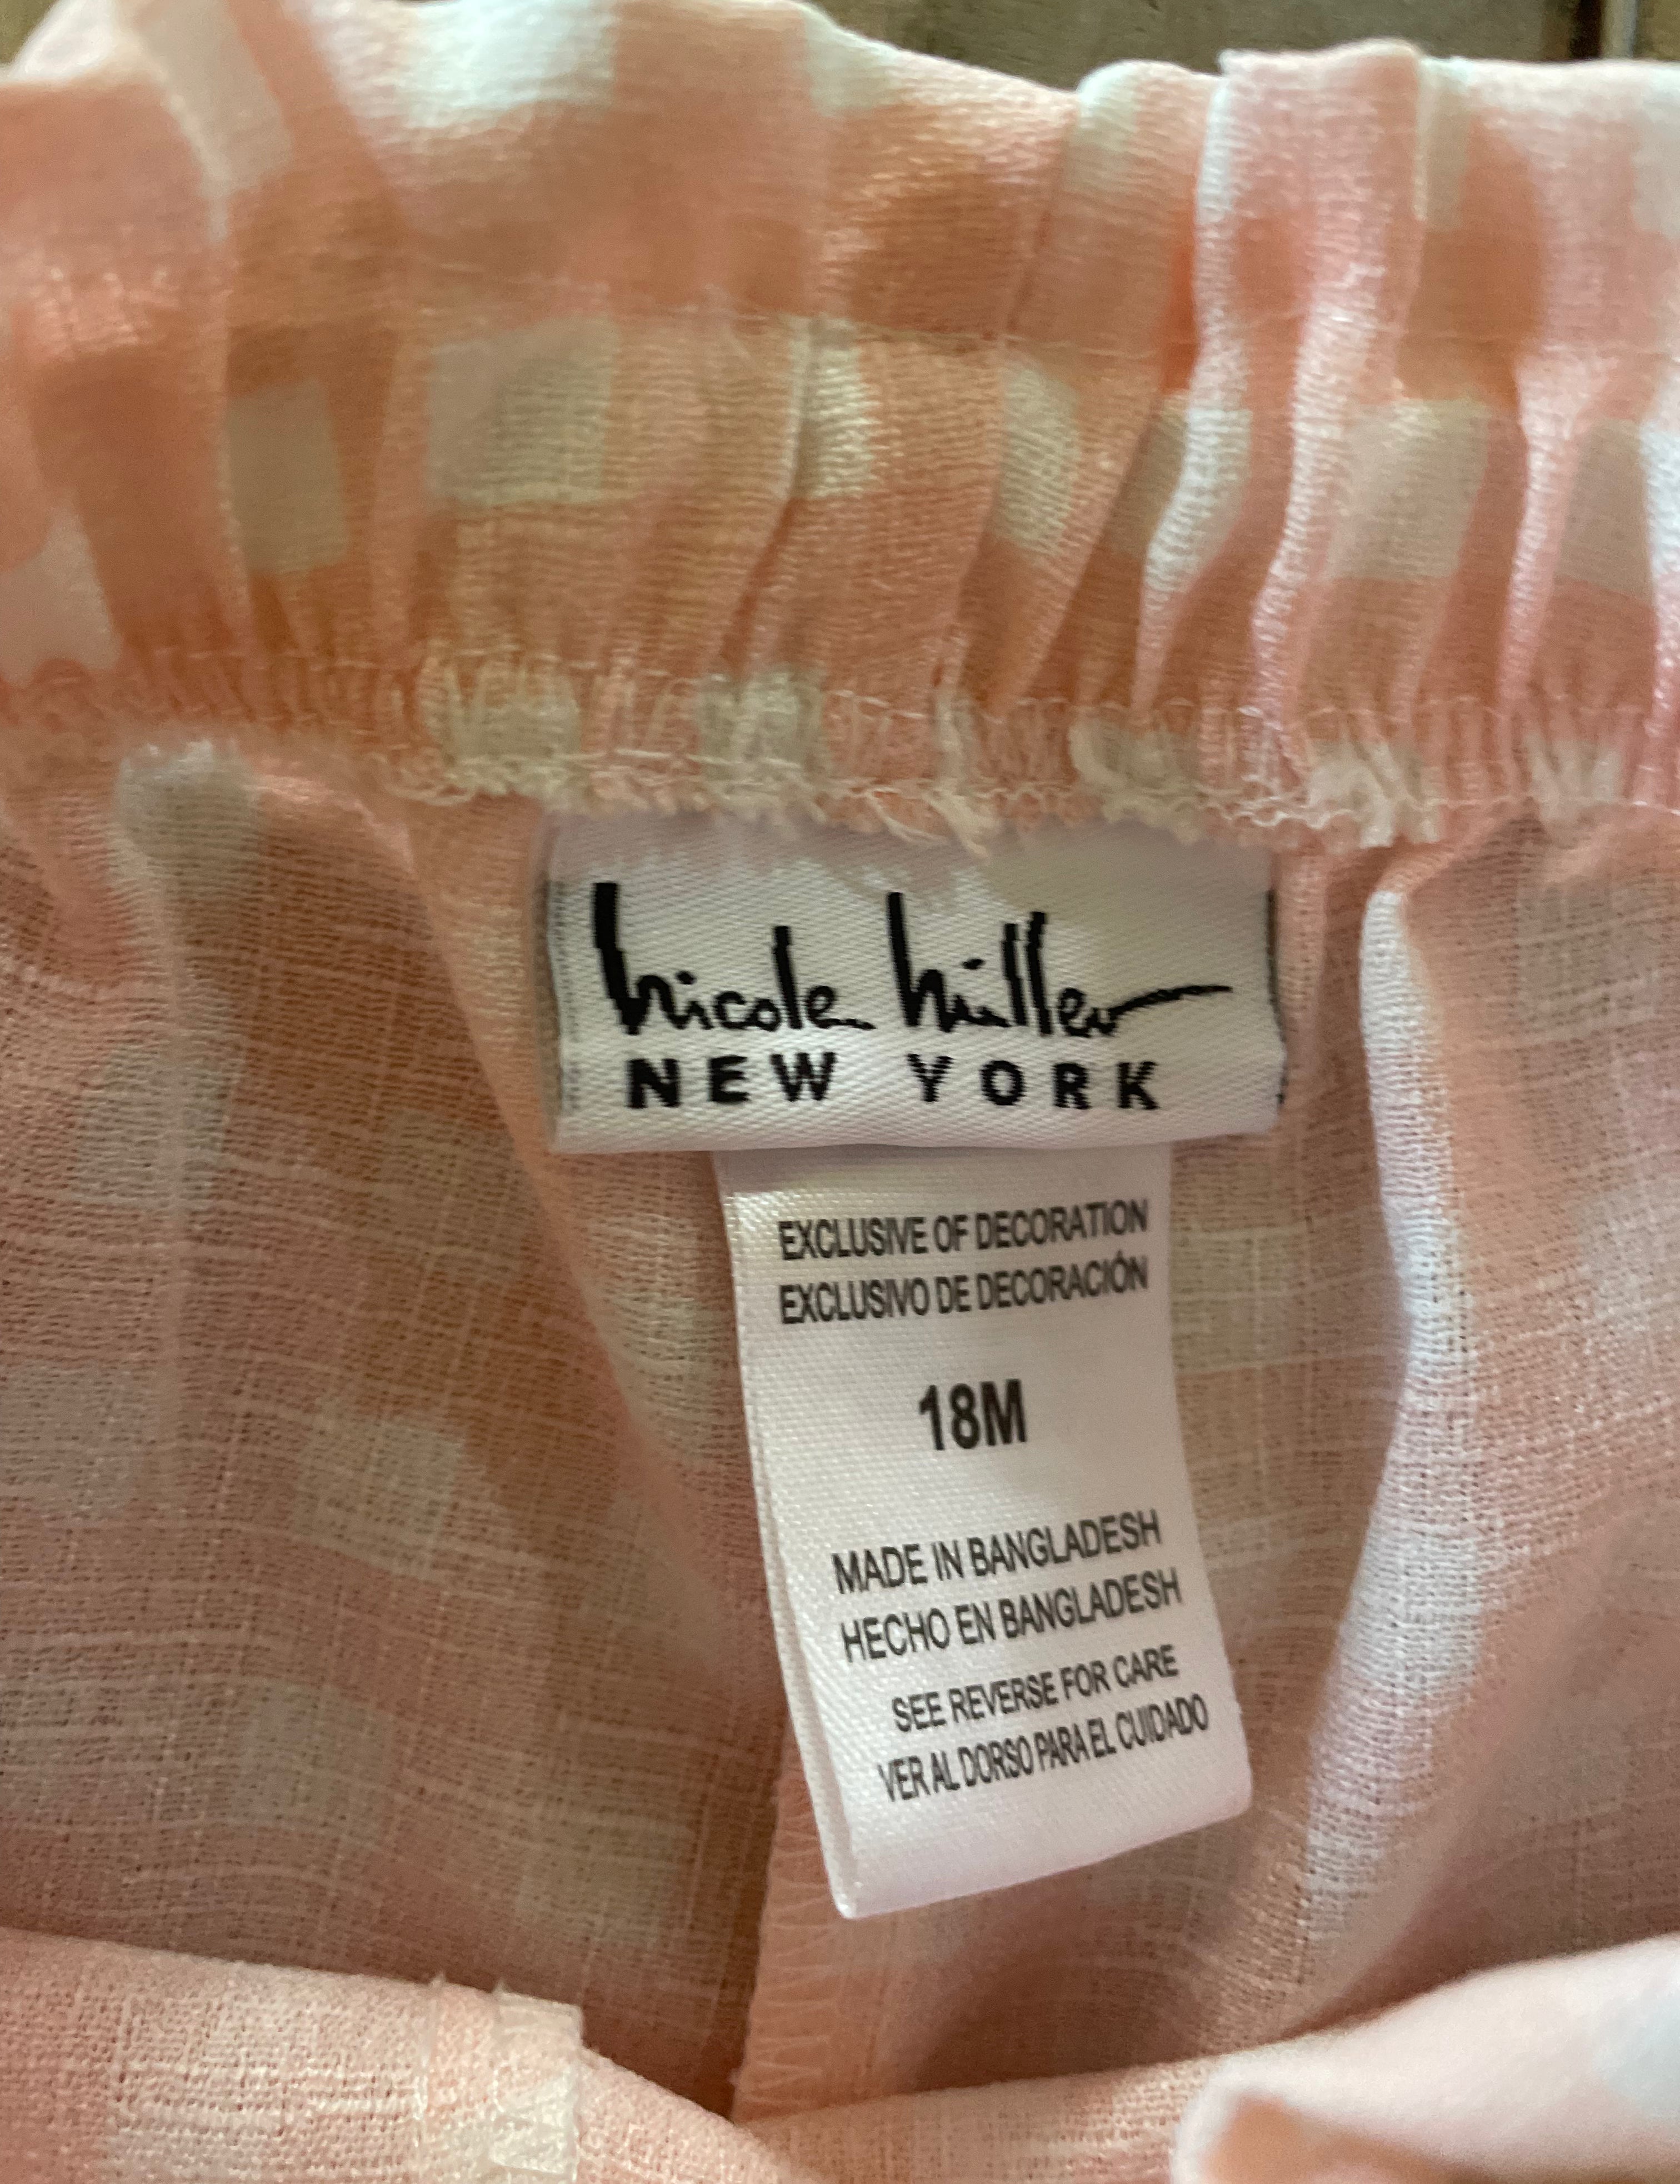 nicole miller
NEW YORK
EXCLUSIVE OF DECORATION
EXCLUSIVO DE DECORACIÓN
18M
MADE IN BANGLADESH
HECHO EN BANGLADESH
SEE REVERSE FOR CARE
VER AL DORSO PARA EL CUIDADO